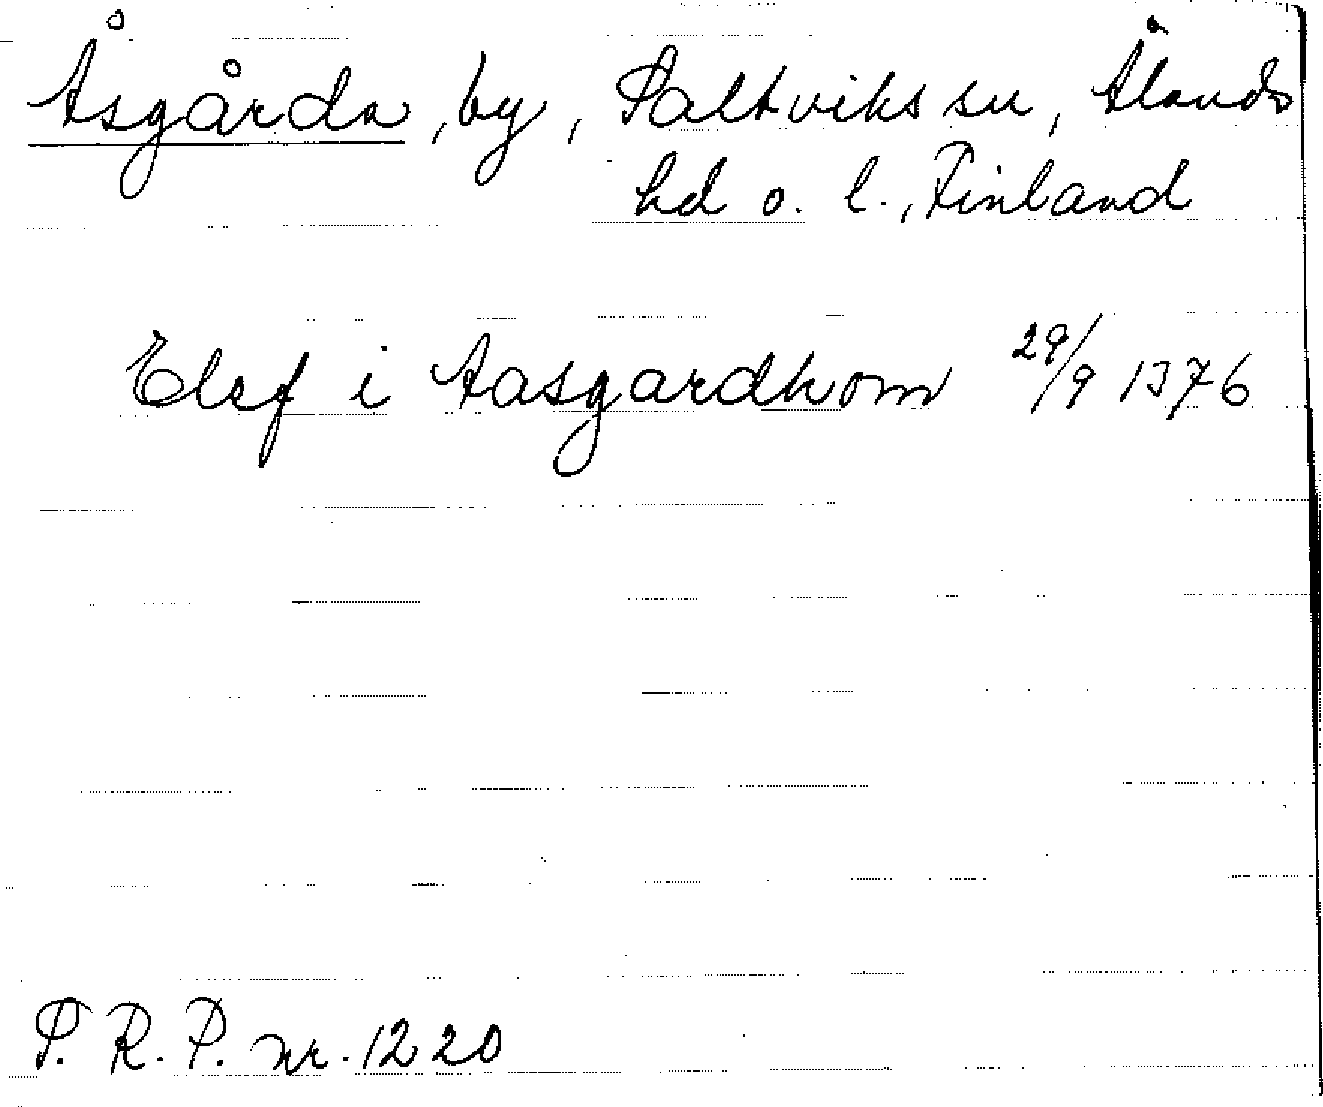 Åsgårda, by, Saltviks sn, Ålands
hd o. l., Finland
Elef i Aasgardhom 29/9 1376
S. R. P. nr. 1220